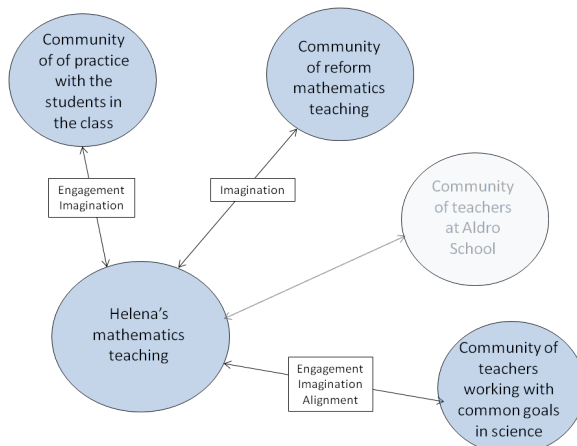 Community
of of practice
with the
students in
the class
Community
of reform
mathematics
teaching
Engagement
Imagination
Imagination
Community
of teachers
at Aldro
School
Helena's
mathematics
teaching
Engagement
Imagination
Alignment
Community of
teachers
working with
common goals
in science